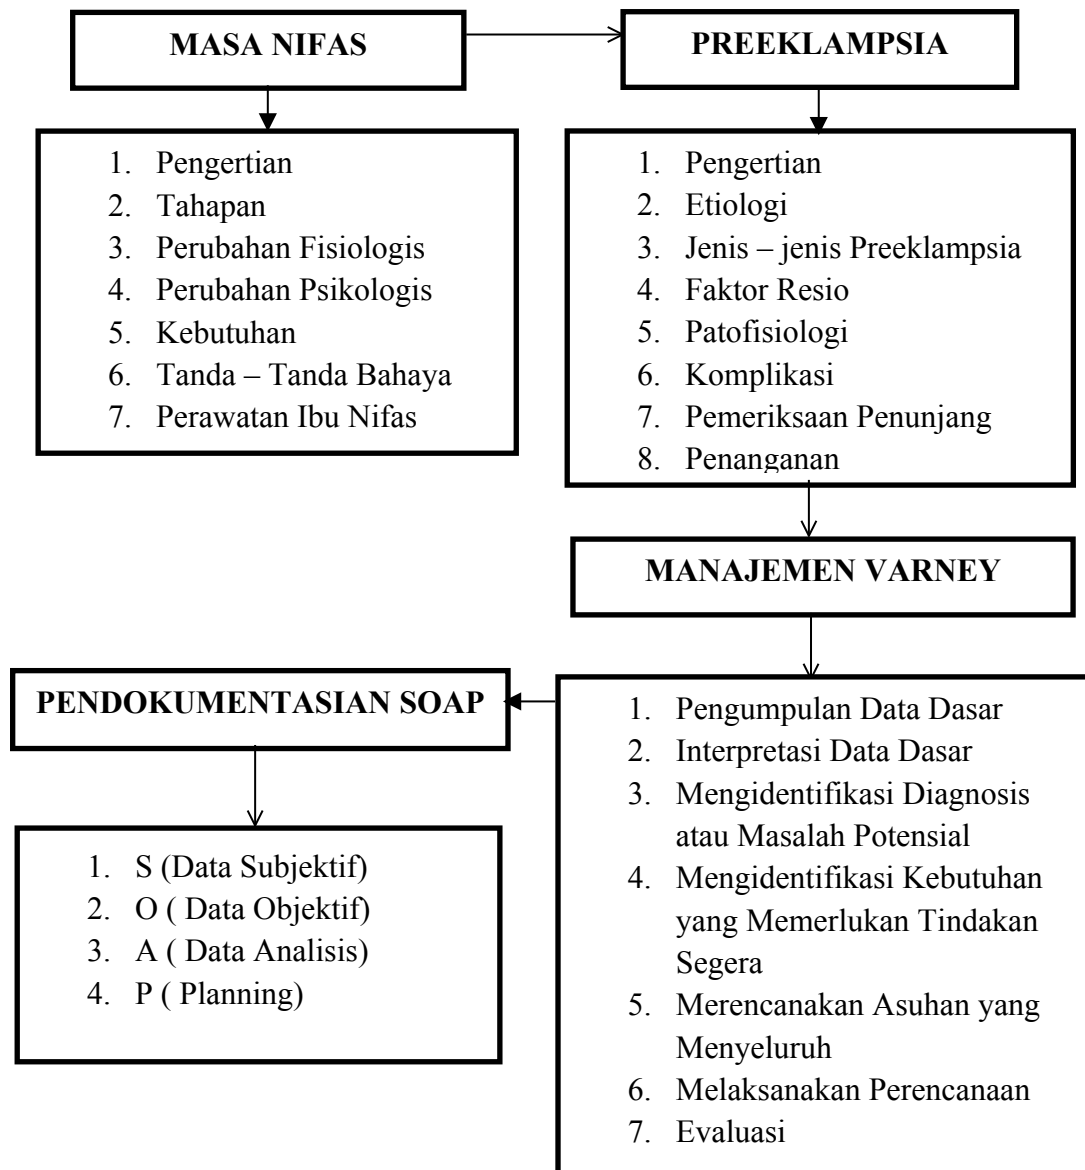 MASA NIFAS
PREEKLAMPSIA
1. Pengertian
2. Tahapan
3. Perubahan Fisiologis
4. Perubahan Psikologis
5. Kebutuhan
6. Tanda – Tanda Bahaya
7. Perawatan Ibu Nifas
1. Pengertian
2. Etiologi
3. Jenis – jenis Preeklampsia
4. Faktor Resio
5. Patofisiologi
6. Komplikasi
7. Pemeriksaan Penunjang
8. Penanganan
MANAJEMEN VARNEY
1. Pengumpulan Data Dasar
2. Interpretasi Data Dasar
3. Mengidentifikasi Diagnosis
atau Masalah Potensial
4. Mengidentifikasi Kebutuhan
yang Memerlukan Tindakan
Segera
5. Merencanakan Asuhan yang
Menyeluruh
6. Melaksanakan Perencanaan
7. Evaluasi
PENDOKUMENTASIAN SOAP
1. S (Data Subjektif)
2. O ( Data Objektif)
3. A ( Data Analisis)
4. P ( Planning)